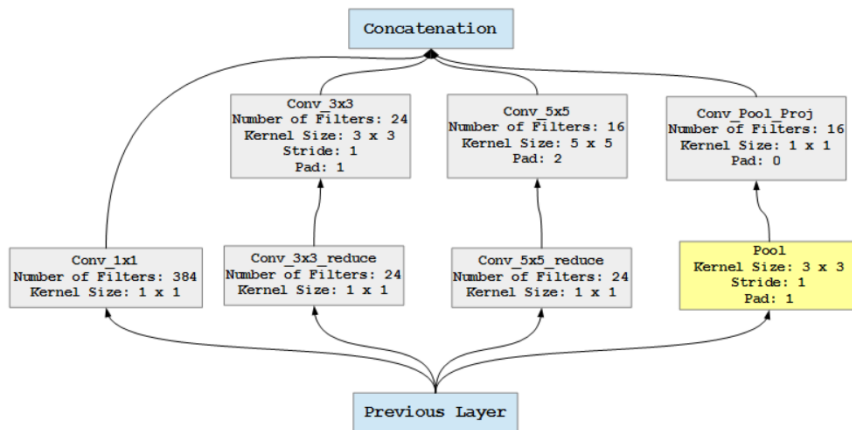 Concatenation
Conv_3x3
Number of Filters: 24
Kernel Size: 3 x 3
Stride: 1
Pad: 1
Conv_5x5
Number of Filters: 16
Kernel Size: 5 x 5
Pad: 2
Conv_Pool_Proj
Number of Filters: 16
Kernel Size: 1 x 1
Pad: 0
Conv_1x1
Number of Filters: 384
Kernel Size: 1 x 1
Conv_3x3_reduce
Number of Filters: 24
Kernel Size: 1 x 1
Conv_5x5_reduce
Number of Filters: 24
Kernel Size: 1 x 1
Pool
Kernel Size: 3 x 3
Stride: 1
Pad: 1
Previous Layer